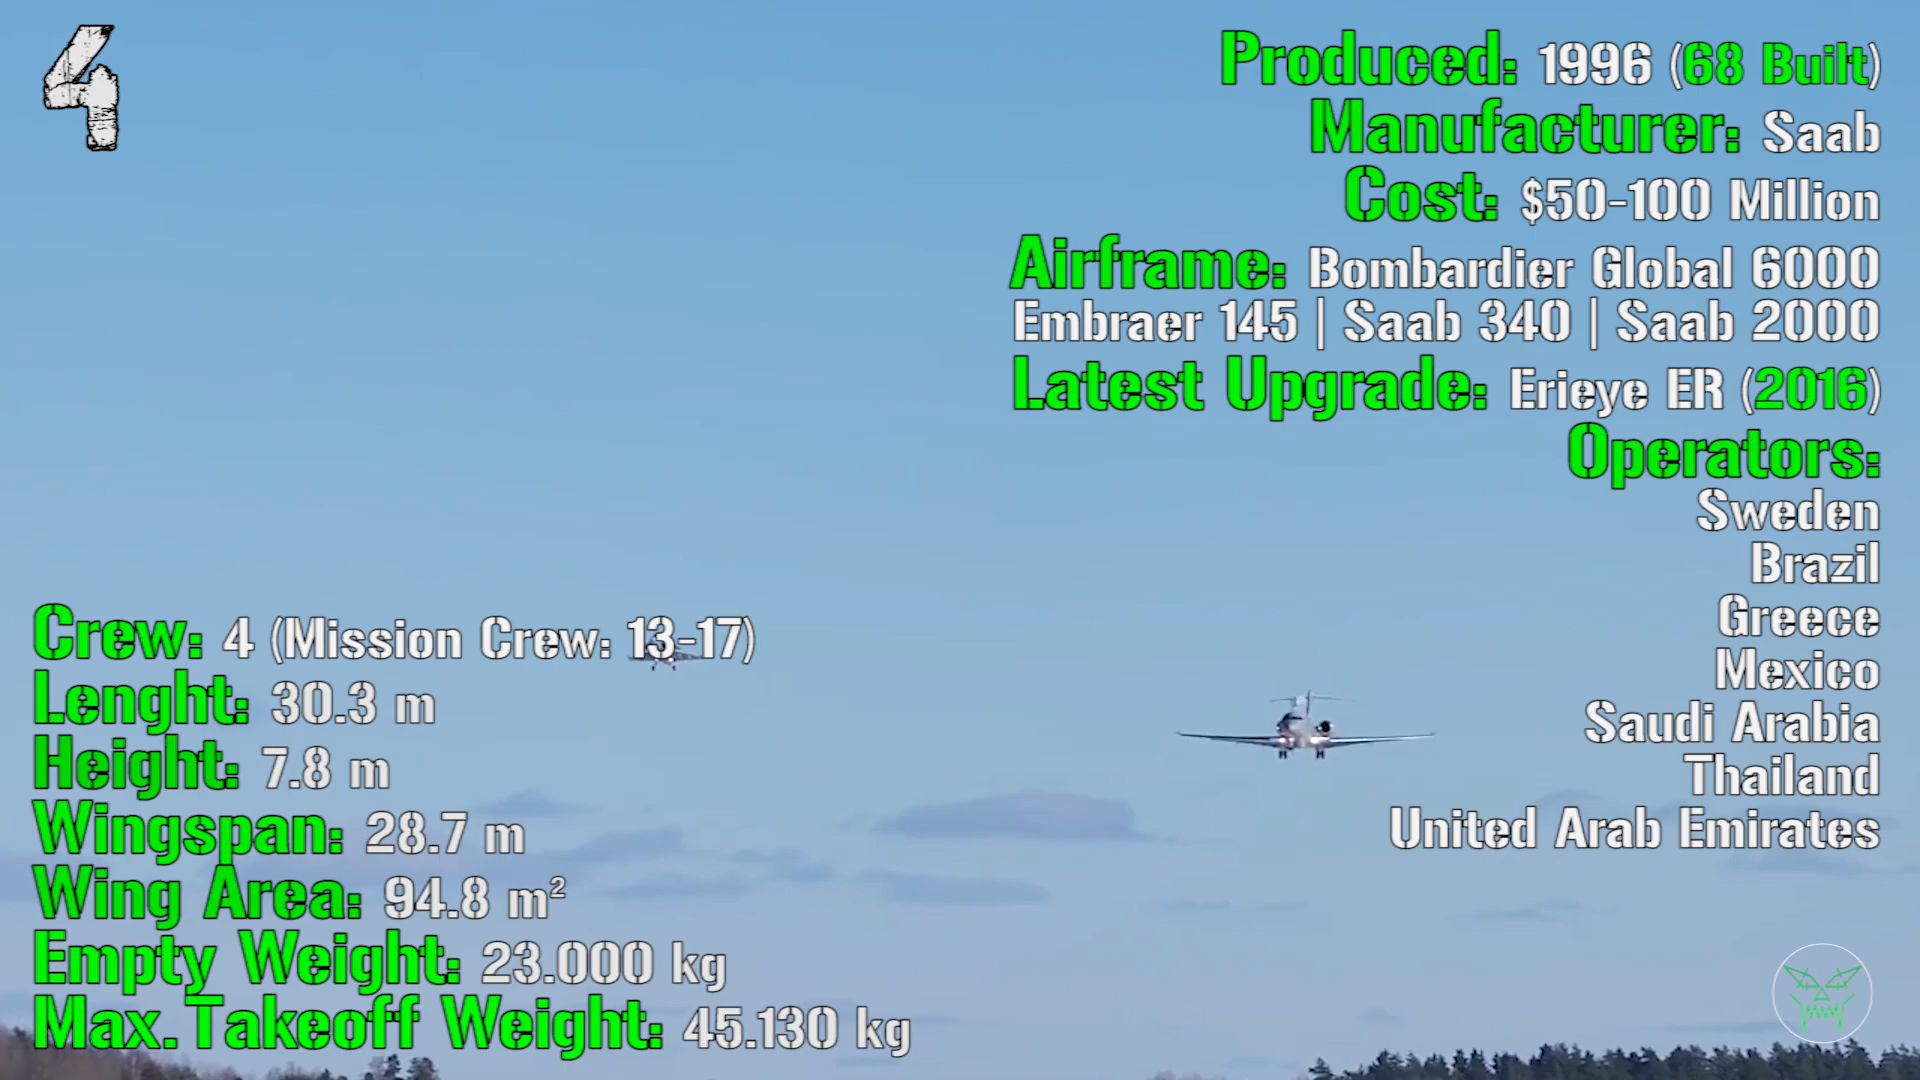 4
Produced: 1996 (68 Built)
Manufacturer: Saab
Cost: $50-100 Million
Airframe: Bombardier Global 6000
Embraer 145 | Saab 340 | Saab 2000
Latest Upgrade: Erieye ER (2016)
Operators:
Sweden
Brazil
Greece
Mexico
Saudi Arabia
Thailand
United Arab Emirates
Crew: 4 (Mission Crew: 13-17)
Lenght: 30.3 m
Height: 7.8 m
Wingspan: 28.7 m
Wing Area: 94.8 m²
Empty Weight: 23.000 kg
Max. Takeoff Weight: 45.130 kg